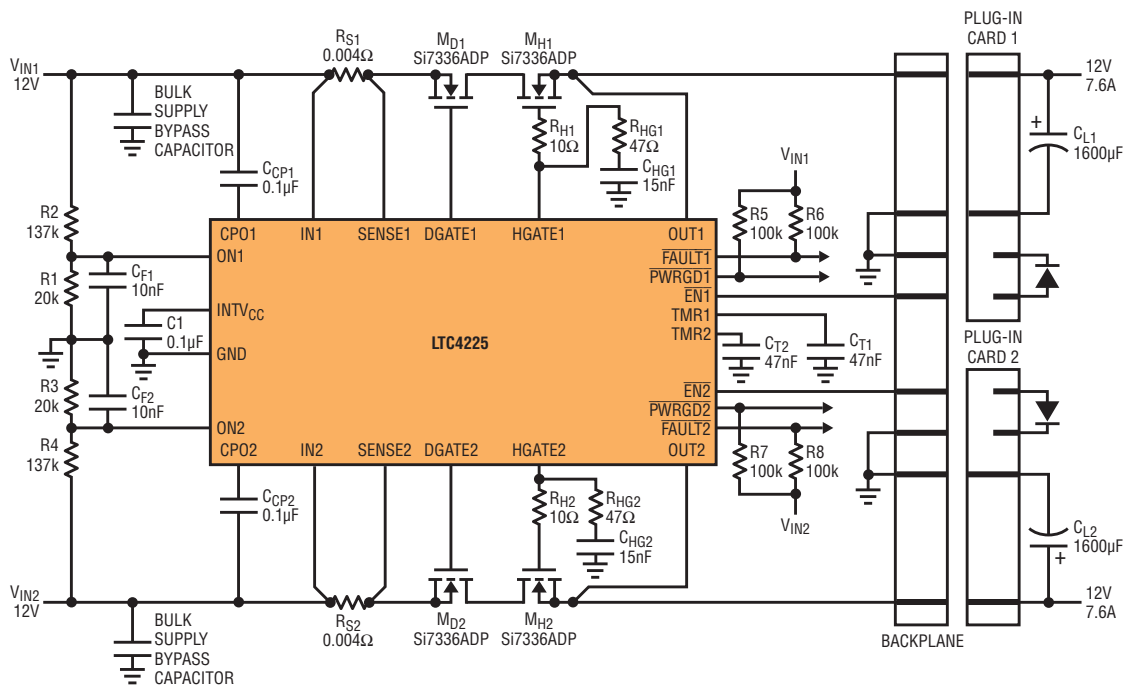 PLUG-IN
CARD 1
RS1
0.004Ω
MD1
Si7336ADP
MH1
Si7336ADP
VIN1
12V
12V
7.6A
BULK
SUPPLY
BYPASS
CAPACITOR
RH1
10Ω
RHG1
47Ω
+
CL1
1600µF
CCP1
0.1µF
CHG1
15nF
VIN1
R2
137k
R5
100k
R6
100k
CPO1
IN1
SENSE1
DGATE1
HGATE1
OUT1
ON1
FAULT1
PWRGD1
EN1
TMR1
TMR2
R1
20k
CF1
10nF
INTVCC
C1
0.1µF
GND
LTC4225
CT2
47nF
CT1
47nF
PLUG-IN
CARD 2
R3
20k
CF2
10nF
EN2
PWRGD2
FAULT2
ON2
R4
137k
CPO2
IN2
SENSE2
DGATE2
HGATE2
OUT2
R7
100k
R8
100k
VIN2
CCP2
0.1µF
RH2
10Ω
RHG2
47Ω
CHG2
15nF
CL2
1600µF
+
VIN2
12V
12V
7.6A
RS2
0.004Ω
MD2
Si7336ADP
MH2
Si7336ADP
BULK
SUPPLY
BYPASS
CAPACITOR
BACKPLANE